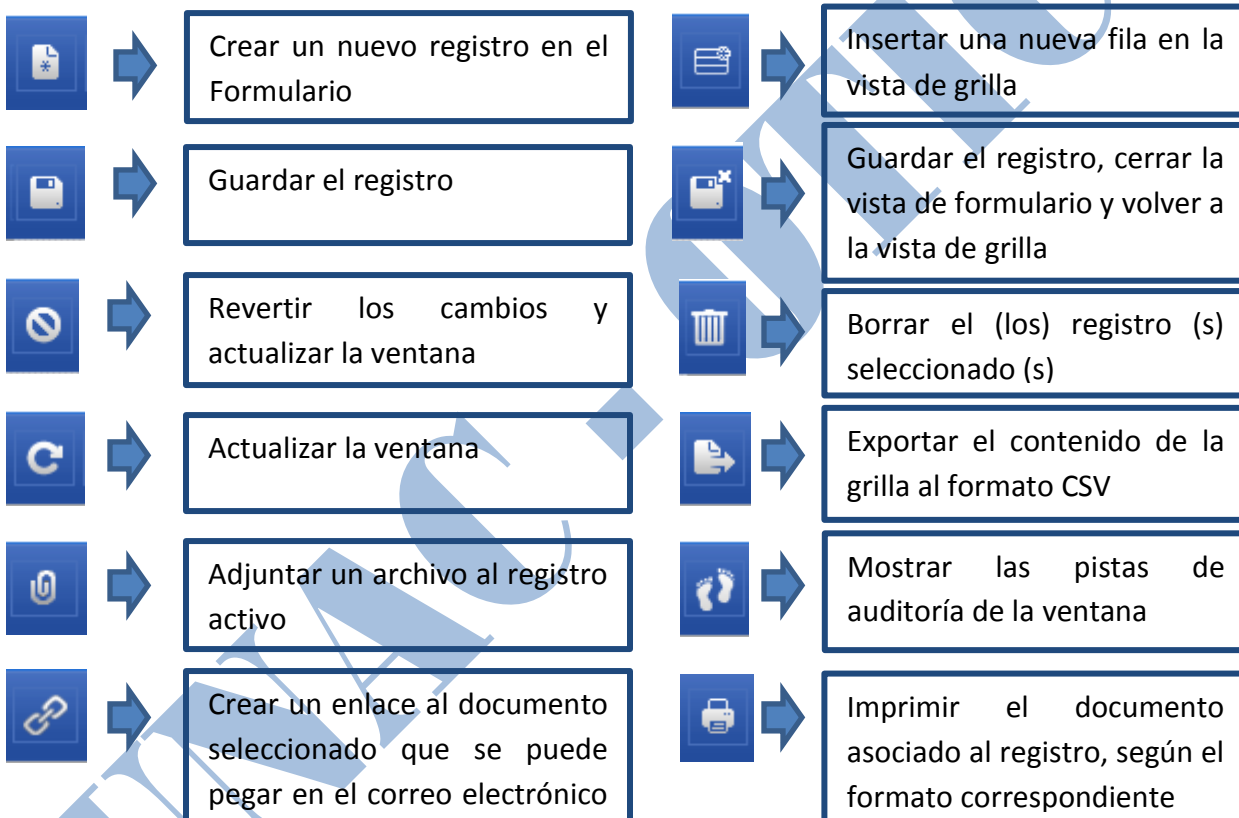 Crear un nuevo registro en el
Formulario
Insertar una nueva fila en la
vista de grilla
Guardar el registro
Guardar el registro, cerrar la
vista de formulario y volver a
la vista de grilla
Revertir los cambios y
actualizar la ventana
Borrar el (los) registro (s)
seleccionado (s)
Actualizar la ventana
Exportar el contenido de la
grilla al formato CSV
Adjuntar un archivo al registro
activo
Mostrar las pistas de
auditoría de la ventana
Crear un enlace al documento
seleccionado que se puede
pegar en el correo electrónico
Imprimir el documento
asociado al registro, según el
formato correspondiente